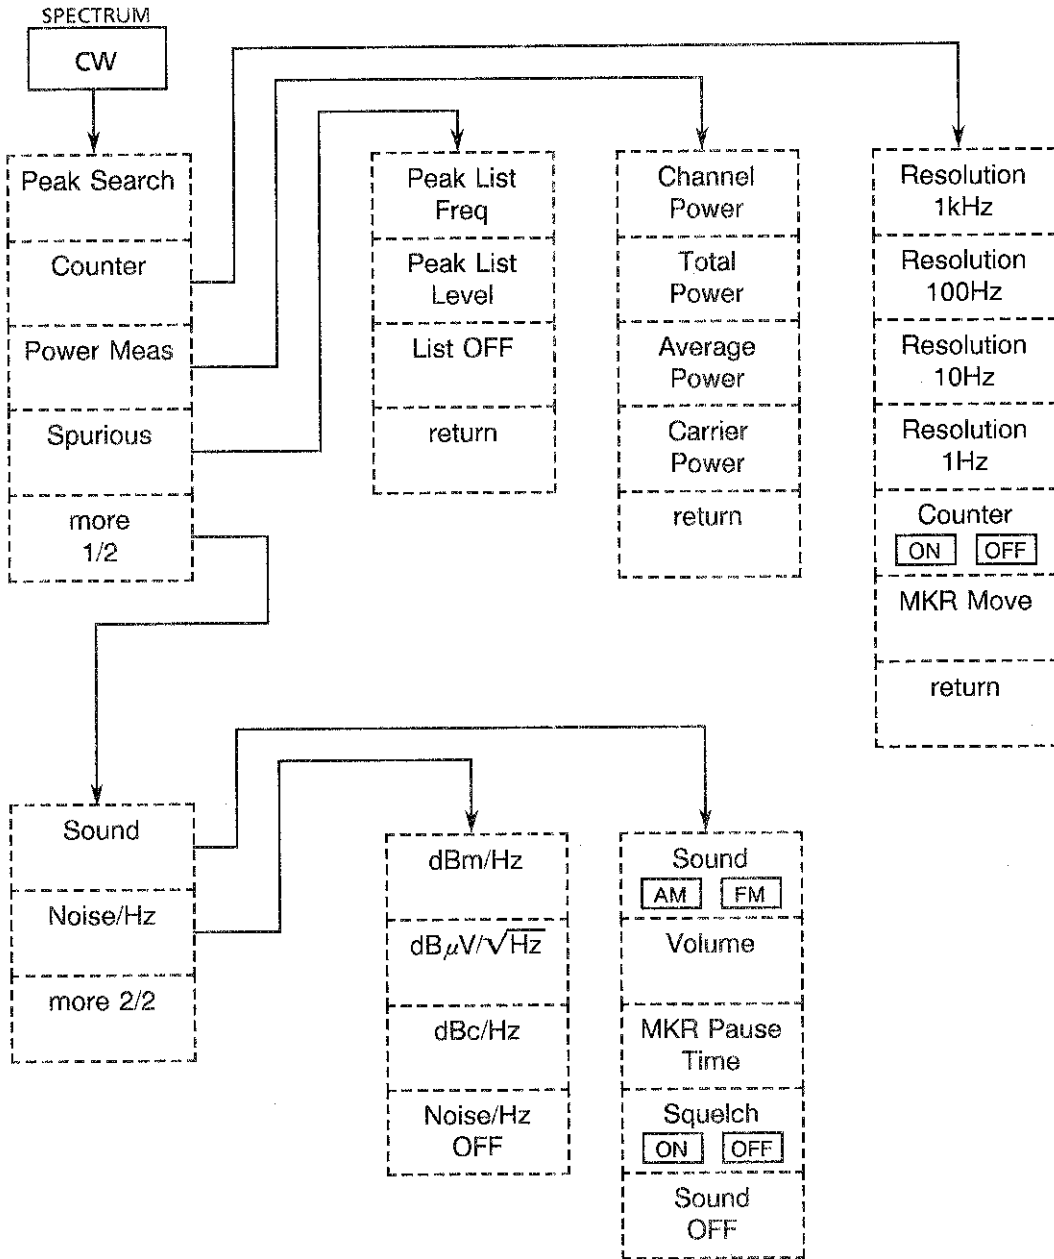 SPECTRUM
CW
Peak Search
Counter
Power Meas
Spurious
more
1/2
Peak List
Freq
Peak List
Level
List OFF
return
Channel
Power
Total
Power
Average
Power
Carrier
Power
return
Resolution
1kHz
Resolution
100Hz
Resolution
10Hz
Resolution
1Hz
Counter
ON OFF
MKR Move
return
Sound
Noise/Hz
more 2/2
dBm/Hz
dBμV/√Hz
dBc/Hz
Noise/Hz
OFF
Sound
AM FM
Volume
MKR Pause
Time
Squelch
ON OFF
Sound
OFF